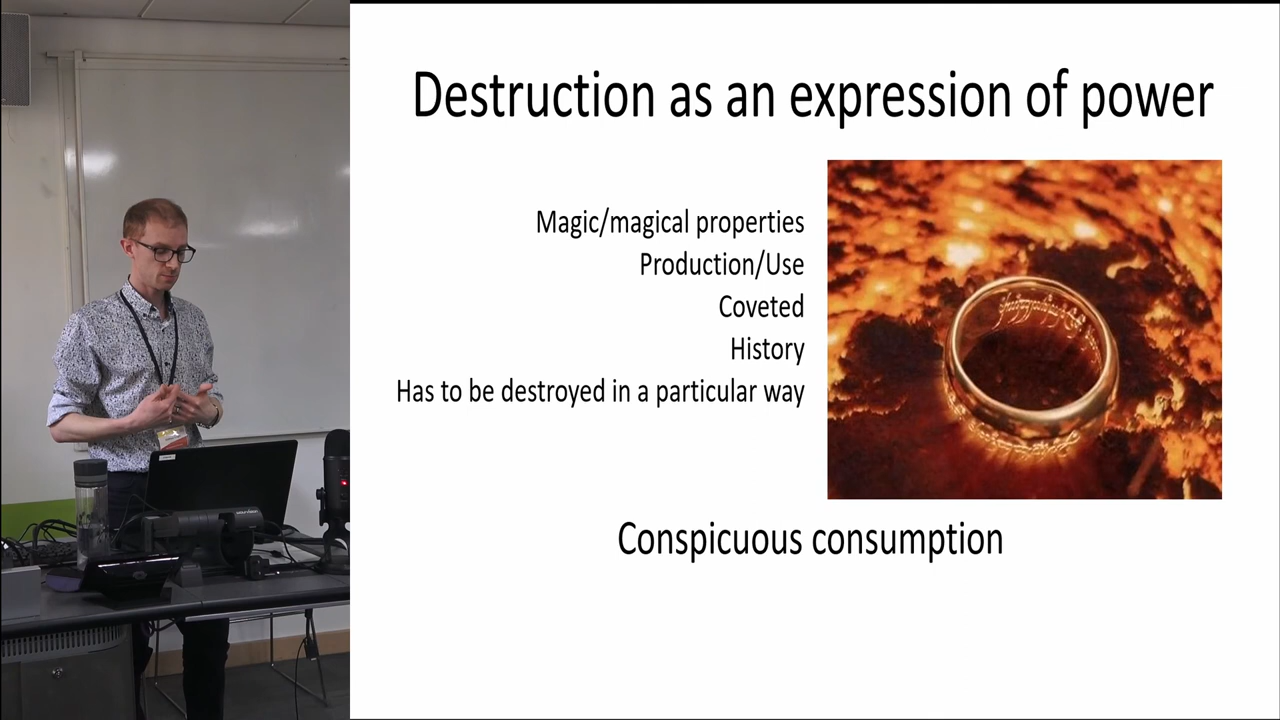 Destruction as an expression of power
Magic/magical properties
Production/Use
Coveted
History
Has to be destroyed in a particular way
Conspicuous consumption